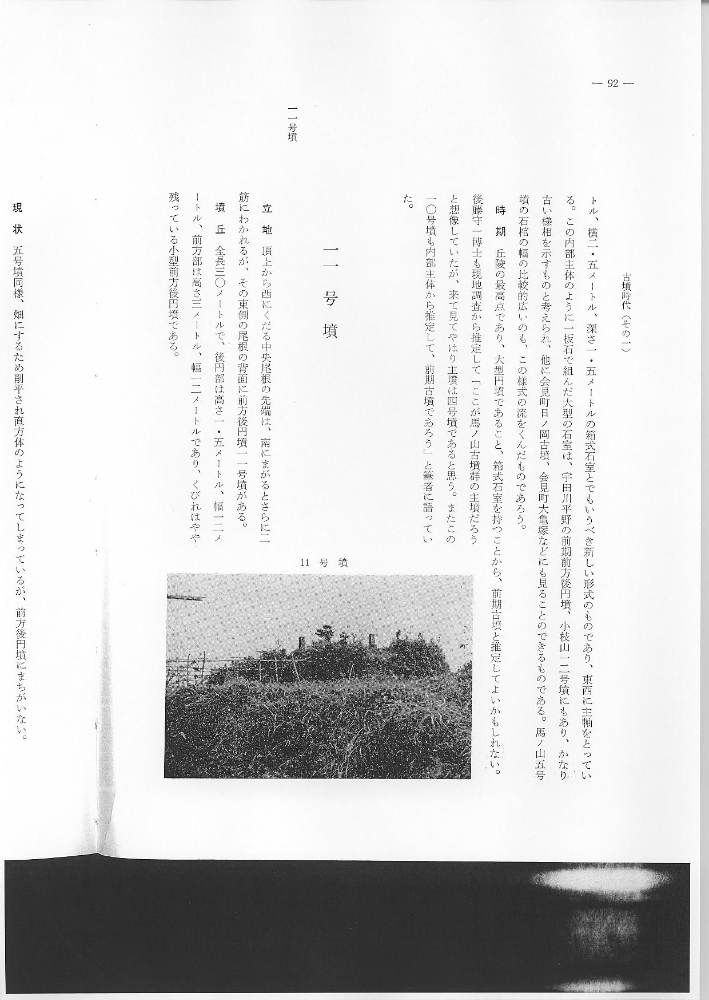 ― 92 ―
古墳時代（その一）
トル、横二・五メートル、深さ一・五メートルの箱式石室とでもいうべき新しい形式のものであり、東西に主軸をとってい
る。この内部主体のように一板石で組んだ大型の石室は、宇田川平野の前期前方後円墳、小枝山一二号墳にもあり、かなり
古い様相を示すものと考えられ、他に会見町日ノ岡古墳、会見町大亀塚などにも見ることのできるものである。馬ノ山五号
墳の石棺の幅の比較的広いのも、この様式の流をくんだものであろう。
時　期　丘陵の最高点であり、大型円墳であること、箱式石室を持つことから、前期古墳と推定してよいかもしれない。
後藤守一博士も現地調査から推定して「ここが馬ノ山古墳群の主墳だろう
と想像していたが、来て見てやはり主墳は四号墳であると思う。またこの
一〇号墳も内部主体から推定して、前期古墳であろう」と筆者に語ってい
た。
11 号 墳
一一号墳
一一号墳
立　地　頂上から西にくだる中央尾根の先端は、南にまがるとさらに二
筋にわかれるが、その東側の尾根の背面に前方後円墳一一号墳がある。
墳　丘　全長三〇メートルで、後円部は高さ一・五メートル、幅一二メ
ートル、前方部は高さ三メートル、幅一二メートルであり、くびれはやや
残っている小型前方後円墳である。
現　状　五号墳同様、畑にするため削平され直方体のようになってしまっているが、前方後円墳にまちがいない。